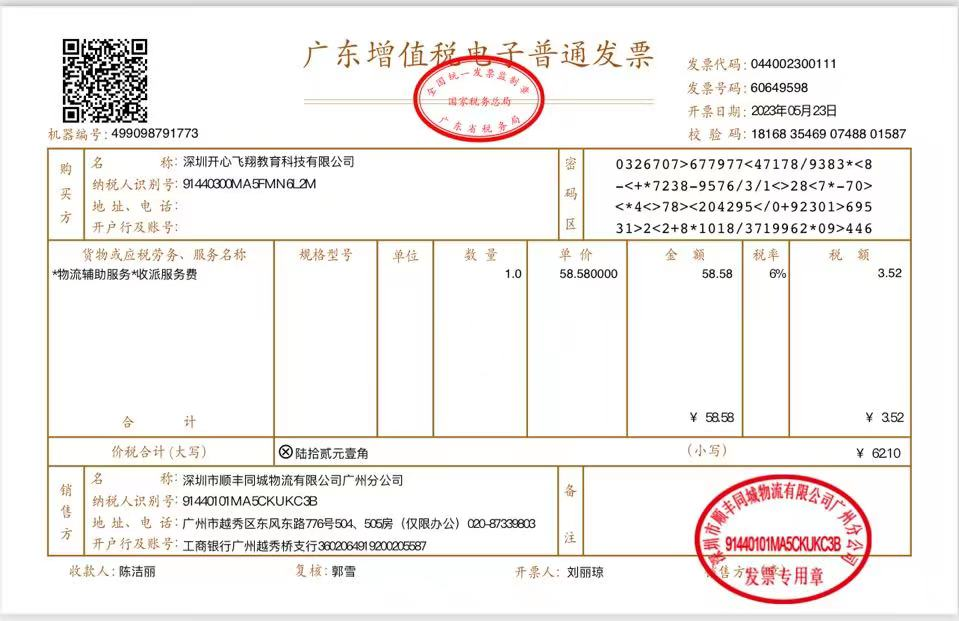 广东增值税电子普通发票
全国统一发票监制章
国家税务总局
广东省税务局
机器编号: 499098791773
发票代码: 044002300111
发票号码: 60649598
开票日期: 2023年05月23日
校 验 码: 18168 35469 07488 01587
购买方
名 称: 深圳开心飞翔教育科技有限公司
纳税人识别号: 91440300MA5FMN6L2M
地 址、电 话:
开户行及账号:
密码区
0326707>677977<47178/9383*<8
-<+*7238-9576/3/1<>28<7*-70>
<*4<>78><204295</0+92301>695
31>2<2+8*1018/3719962*09>446
货物或应税劳务、服务名称 规格型号 单位 数 量 单 价 金 额 税率 税 额
*物流辅助服务*收派服务费 1.0 58.580000 58.58 6% 3.52
合 计 ¥ 58.58 ¥ 3.52
价税合计(大写) ⊗陆拾贰元壹角 (小写) ¥ 62.10
销售方
名 称: 深圳市顺丰同城物流有限公司广州分公司
纳税人识别号: 91440101MA5CKUKC3B
地 址、电 话: 广州市越秀区东风东路776号504、505房（仅限办公）020-87339803
开户行及账号: 工商银行广州越秀桥支行3602064919200205587
备注
深圳市顺丰同城物流有限公司广州分公司
91440101MA5CKUKC3B
发票专用章
收款人: 陈洁丽 复核: 郭雪 开票人: 刘丽琼 销售方: